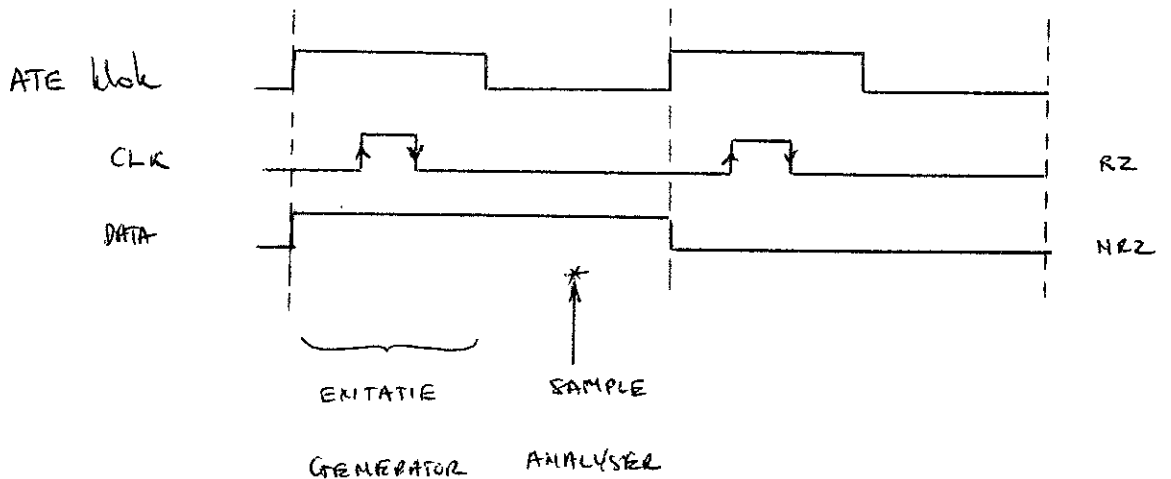 ATE klok
CLK RZ
DATA NRZ
EXITATIE SAMPLE
GENERATOR ANALYSER